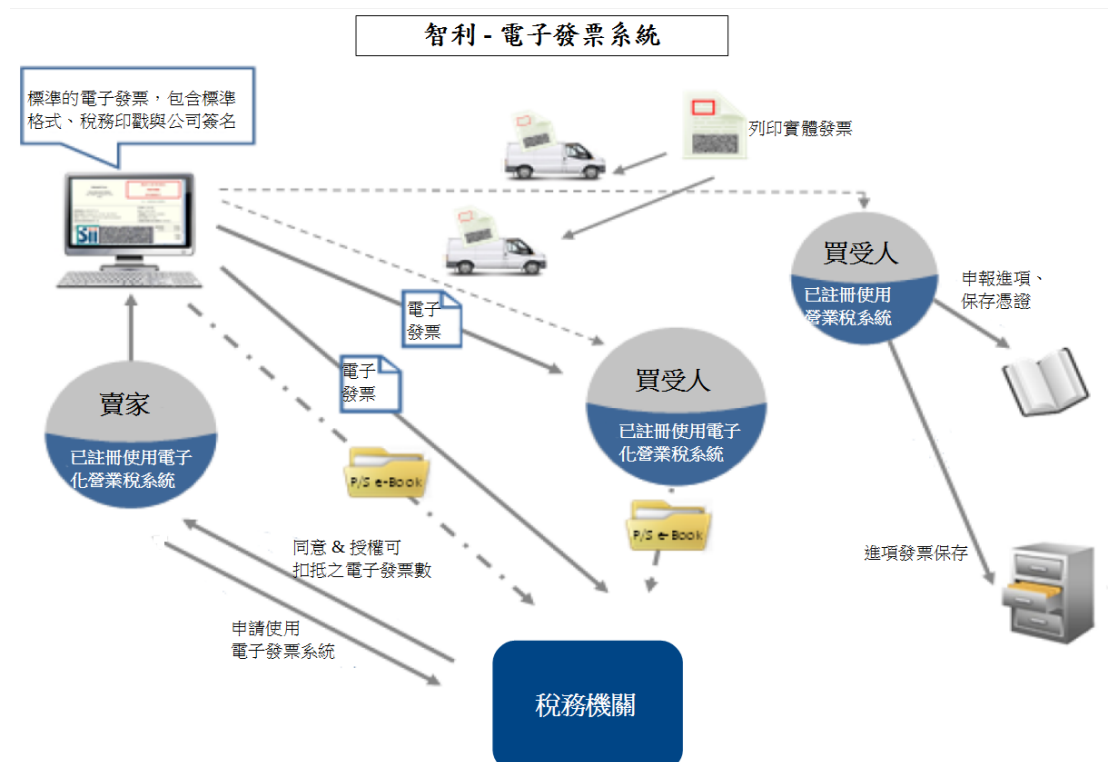 智利 - 電子發票系統
標準的電子發票，包含標準
格式、稅務印戳與公司簽名
列印實體發票
Sii
買受人
已註冊使用
營業稅系統
申報進項、
保存憑證
電子
發票
電子
發票
買受人
已註冊使用電子
化營業稅系統
賣家
已註冊使用電子
化營業稅系統
P/S e-Book
P/S e-Book
同意 & 授權可
扣抵之電子發票數
進項發票保存
申請使用
電子發票系統
稅務機關